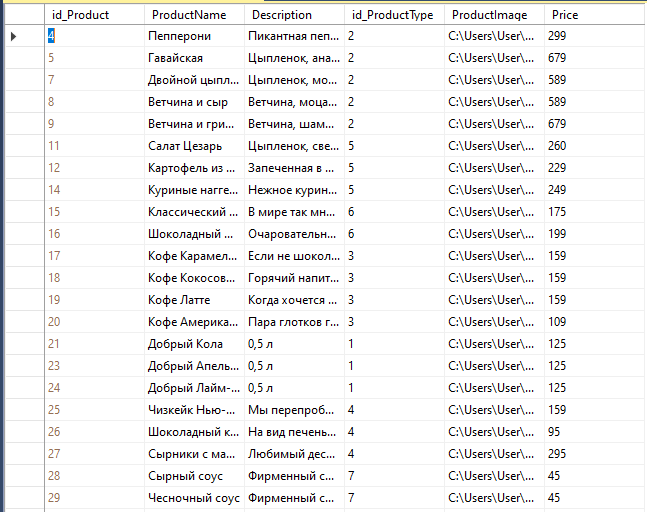 id_Product ProductName Description id_ProductType ProductImage Price
4 Пепперони Пикантная пеп... 2 C:\Users\User\... 299
5 Гавайская Цыпленок, ана... 2 C:\Users\User\... 679
7 Двойной цыпл... Цыпленок, мо... 2 C:\Users\User\... 589
8 Ветчина и сыр Ветчина, моца... 2 C:\Users\User\... 589
9 Ветчина и гри... Ветчина, шам... 2 C:\Users\User\... 679
11 Салат Цезарь Цыпленок, све... 5 C:\Users\User\... 260
12 Картофель из ... Запеченная в ... 5 C:\Users\User\... 229
14 Куриные нагге... Нежное курин... 5 C:\Users\User\... 249
15 Классический ... В мире так мн... 6 C:\Users\User\... 175
16 Шоколадный ... Очаровательн... 6 C:\Users\User\... 199
17 Кофе Карамел... Если не шокол... 3 C:\Users\User\... 159
18 Кофе Кокосов... Горячий напит... 3 C:\Users\User\... 159
19 Кофе Латте Когда хочется ... 3 C:\Users\User\... 159
20 Кофе Америка... Пара глотков г... 3 C:\Users\User\... 109
21 Добрый Кола 0,5 л 1 C:\Users\User\... 125
23 Добрый Апель... 0,5 л 1 C:\Users\User\... 125
24 Добрый Лайм-... 0,5 л 1 C:\Users\User\... 125
25 Чизкейк Нью-... Мы перепроб... 4 C:\Users\User\... 159
26 Шоколадный к... На вид печень... 4 C:\Users\User\... 95
27 Сырники с ма... Любимый дес... 4 C:\Users\User\... 295
28 Сырный соус Фирменный с... 7 C:\Users\User\... 45
29 Чесночный соус Фирменный с... 7 C:\Users\User\... 45